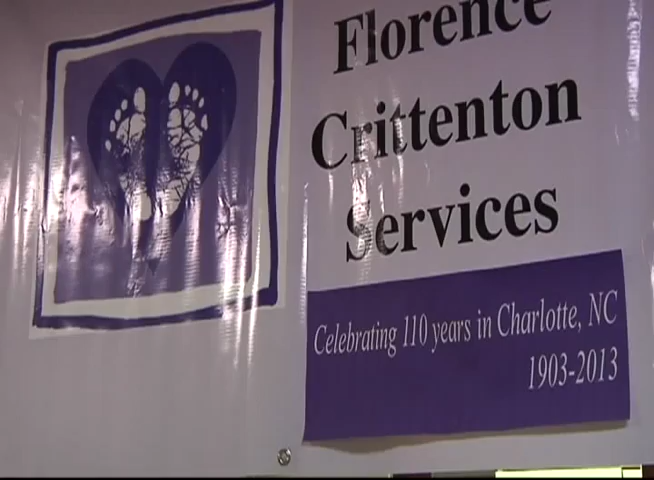 Florence
Crittenton
Services
Celebrating 110 years in Charlotte, NC
1903-2013